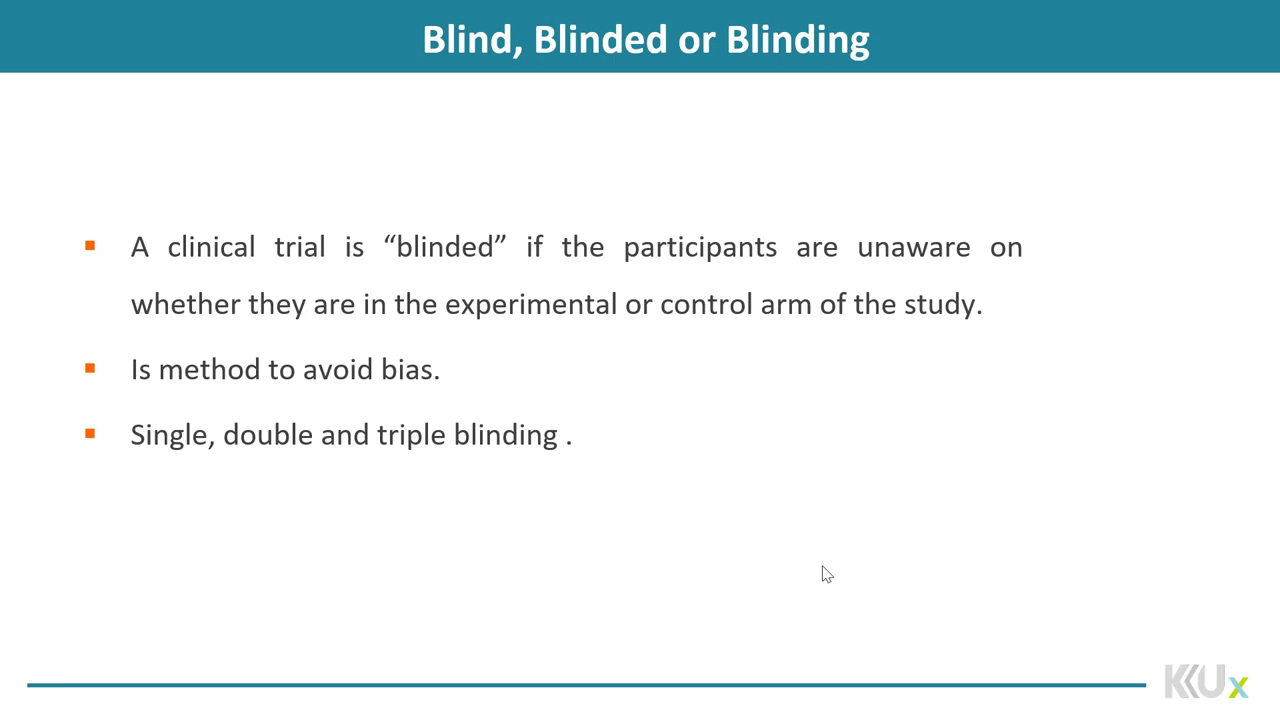 Blind, Blinded or Blinding
A clinical trial is “blinded” if the participants are unaware on
whether they are in the experimental or control arm of the study.
Is method to avoid bias.
Single, double and triple blinding .
KKUx